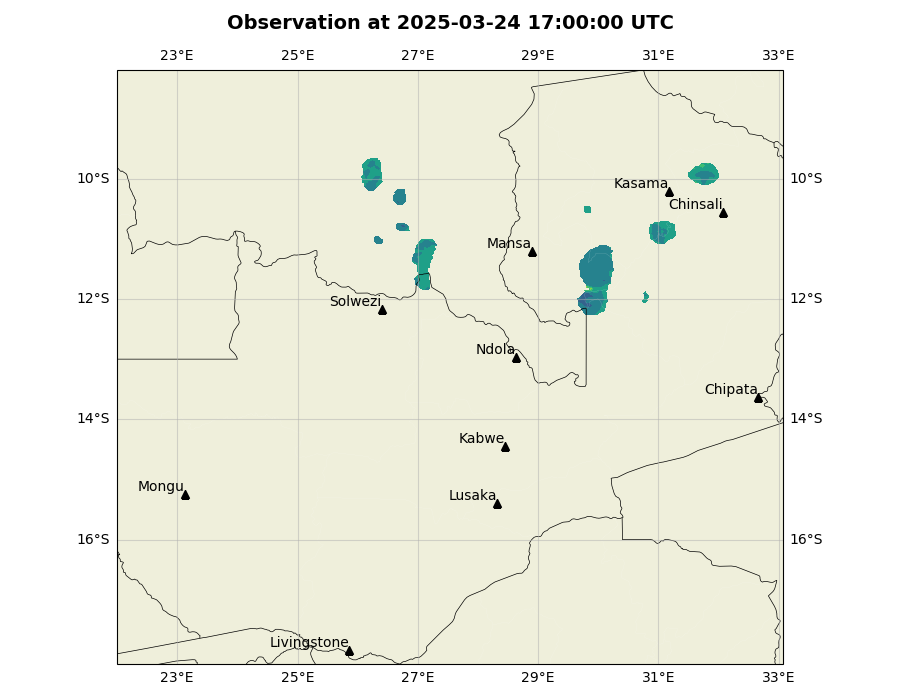 Observation at 2025-03-24 17:00:00 UTC
23°E 25°E 27°E 29°E 31°E 33°E
10°S 10°S
Kasama
Chinsali
Mansa
12°S 12°S
Solwezi
Ndola
Chipata
14°S 14°S
Kabwe
Mongu
Lusaka
16°S 16°S
Livingstone
23°E 25°E 27°E 29°E 31°E 33°E